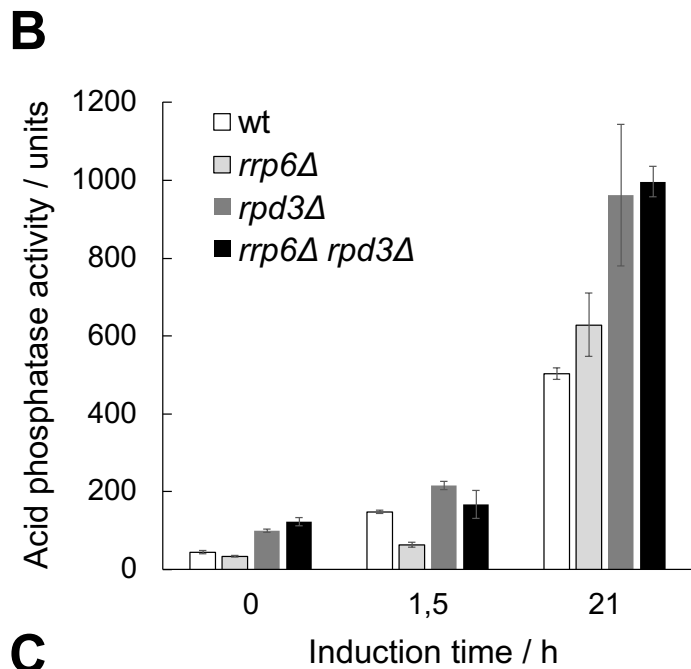 B
Acid phosphatase activity / units
1200
1000
800
600
400
200
0
wt
rrp6Δ
rpd3Δ
rrp6Δ rpd3Δ
0 1,5 21
Induction time / h
C